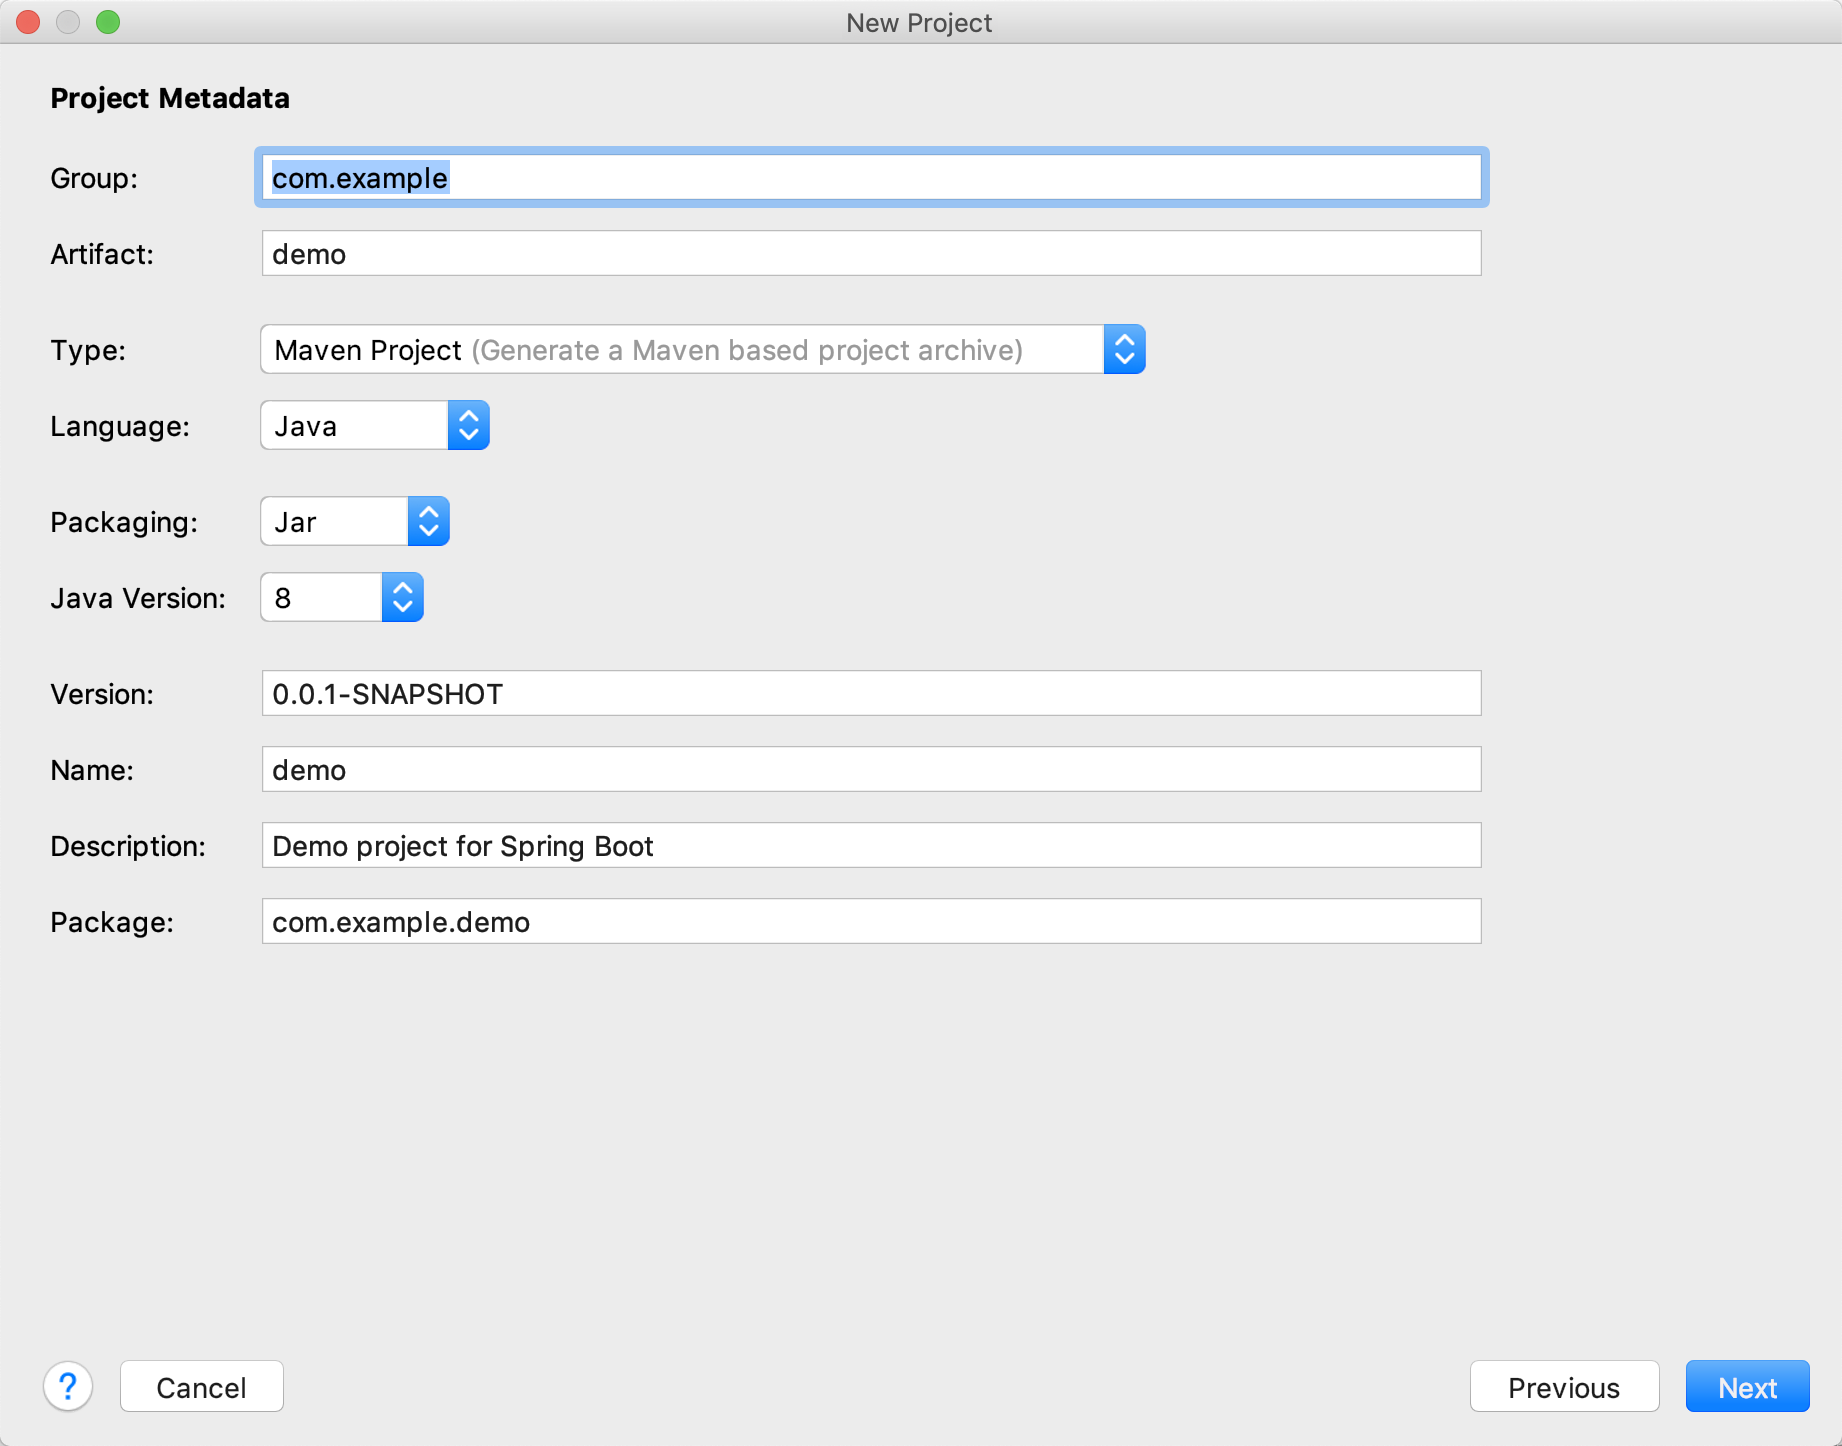 New Project
Project Metadata
Group: com.example
Artifact: demo
Type: Maven Project (Generate a Maven based project archive)
Language: Java
Packaging: Jar
Java Version: 8
Version: 0.0.1-SNAPSHOT
Name: demo
Description: Demo project for Spring Boot
Package: com.example.demo
? Cancel Previous Next